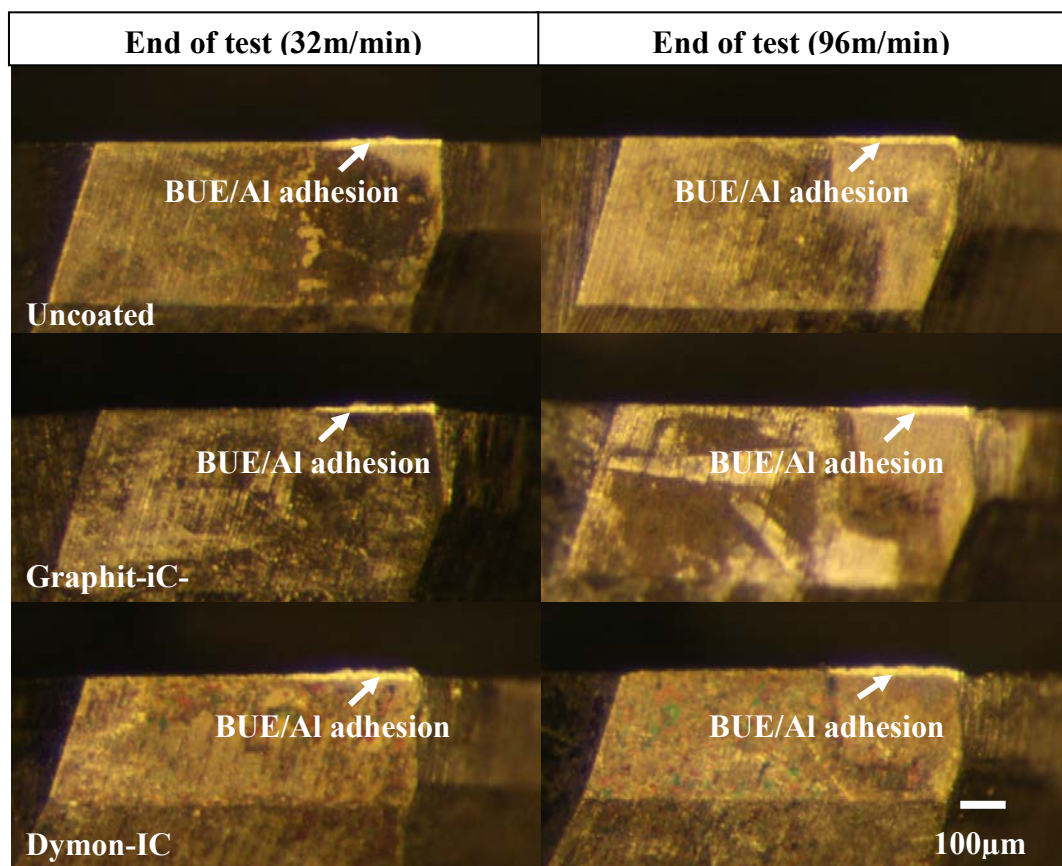 End of test (32m/min)
End of test (96m/min)
BUE/Al adhesion
BUE/Al adhesion
Uncoated
BUE/Al adhesion
BUE/Al adhesion
Graphit-iC-
BUE/Al adhesion
BUE/Al adhesion
Dymon-IC
100µm